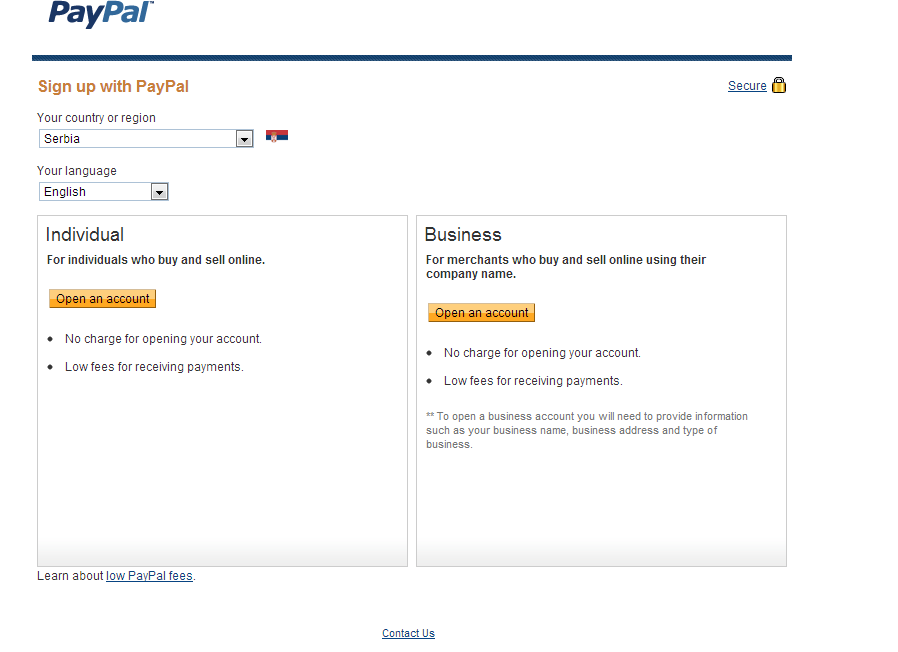 PayPal™
Sign up with PayPal
Secure
Your country or region
Serbia
Your language
English
Individual
For individuals who buy and sell online.
Open an account
• No charge for opening your account.
• Low fees for receiving payments.
Business
For merchants who buy and sell online using their
company name.
Open an account
• No charge for opening your account.
• Low fees for receiving payments.
** To open a business account you will need to provide information
such as your business name, business address and type of
business.
Learn about low PayPal fees.
Contact Us